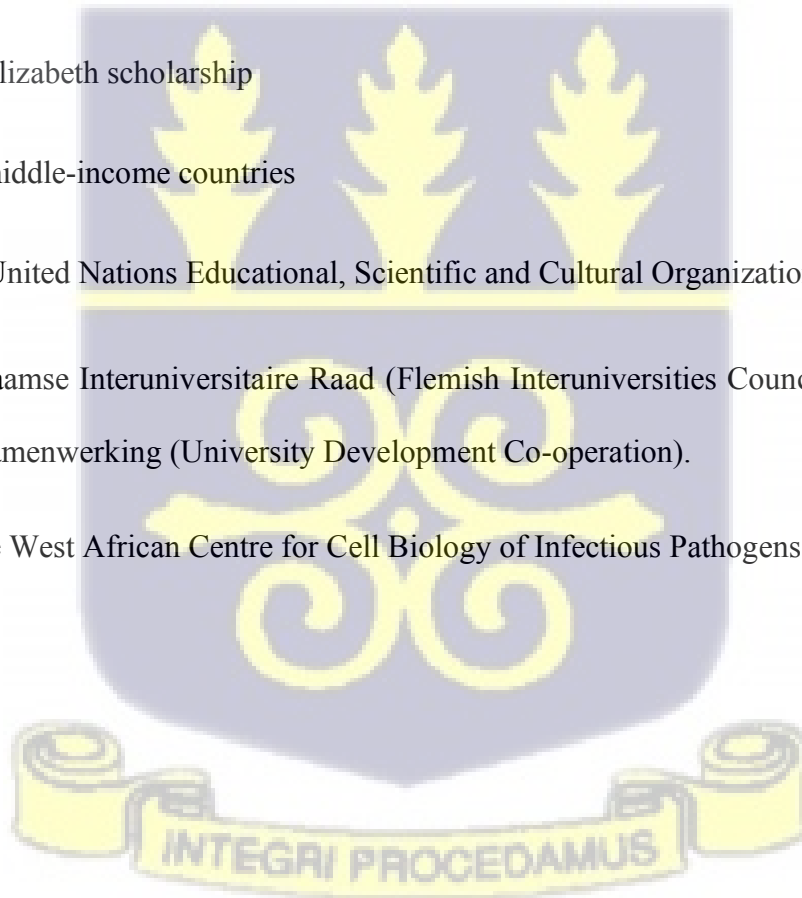 lizabeth scholarship
iddle-income countries
United Nations Educational, Scientific and Cultural Organizatio
aamse Interuniversitaire Raad (Flemish Interuniversities Counc
menwerking (University Development Co-operation).
West African Centre for Cell Biology of Infectious Pathogens
INTEGRI PROCEDAMUS